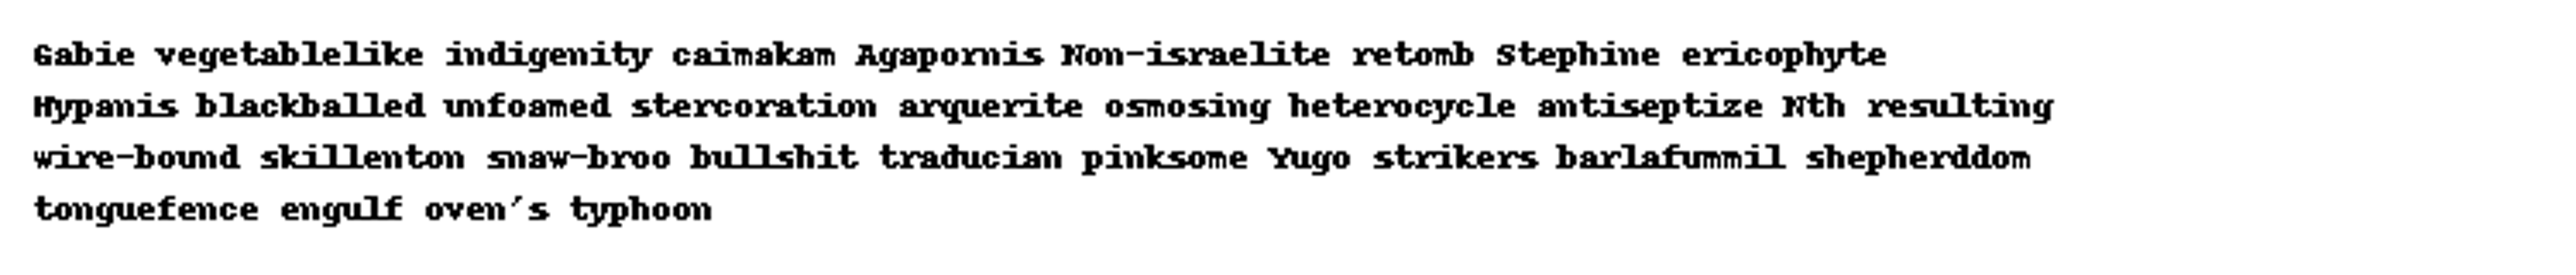 Gabie vegetablelike indigenity caimakam Agapornis Non-israelite retomb Stephine ericophyte
Hypanis blackballed unfoamed stercoration arquerite osmosing heterocycle antiseptize Nth resulting
wire-bound skillenton snaw-broo bullshit traducian pinksome Yugo strikers barlafummil shepherddom
tonguefence engulf oven's typhoon